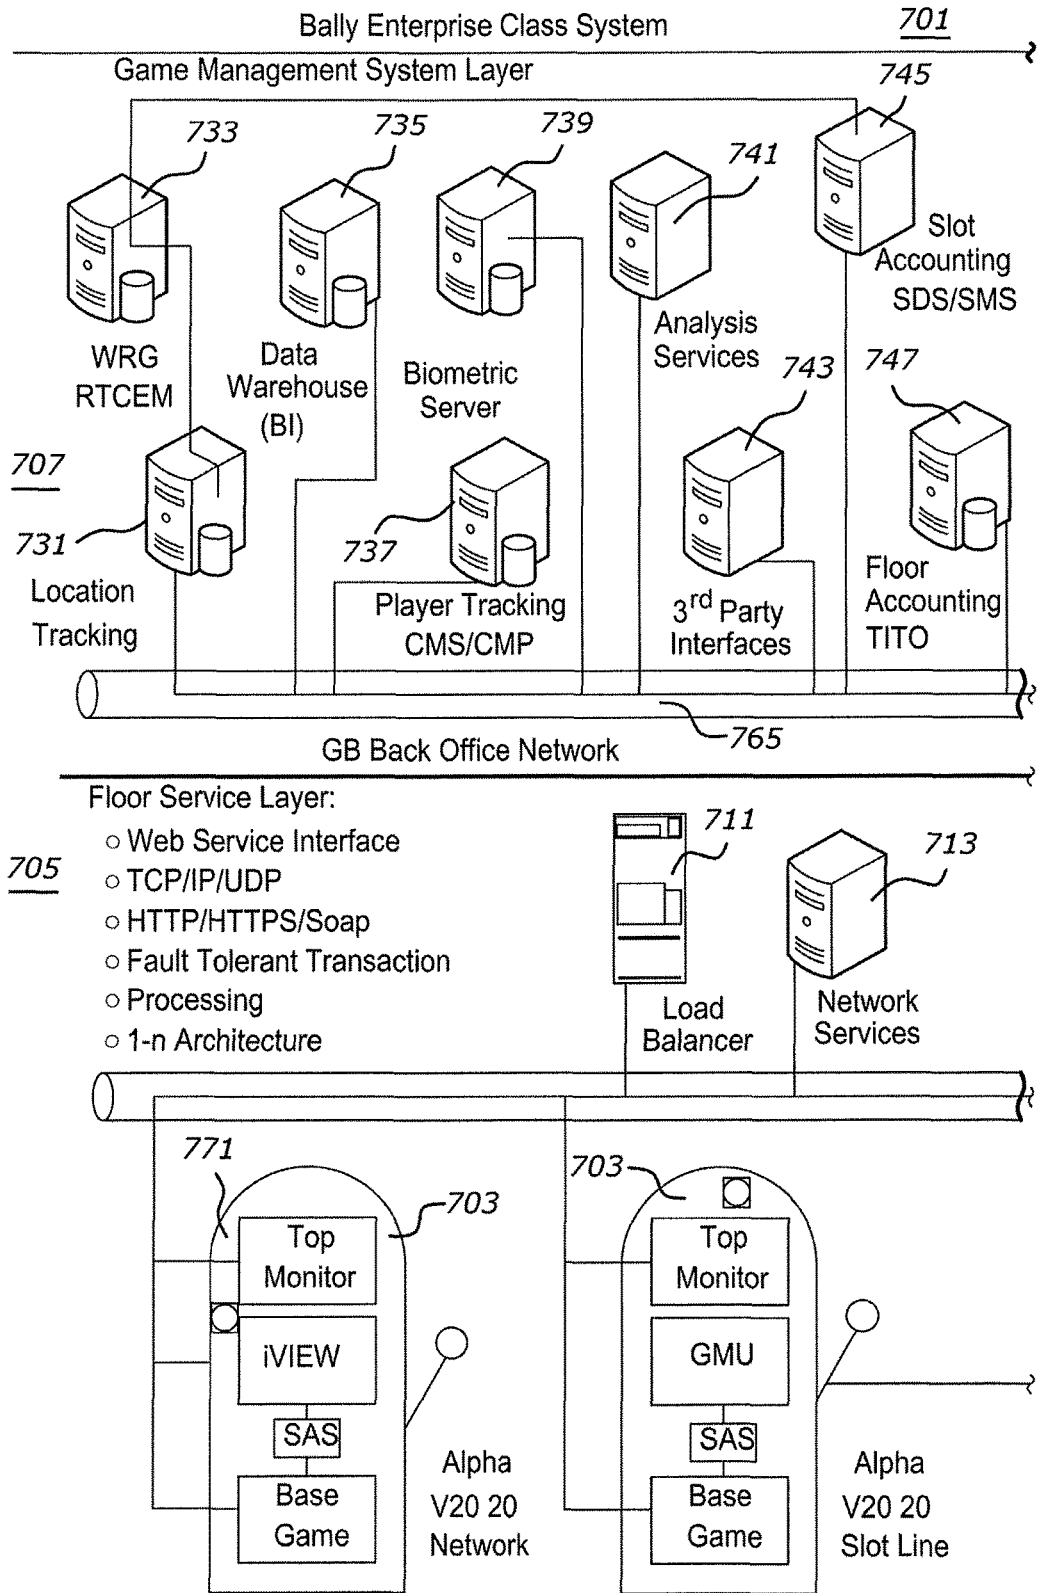 Bally Enterprise Class System
701
Game Management System Layer
745
733
735
739
741
Slot
Accounting
SDS/SMS
WRG
RTCEM
Data
Warehouse
(BI)
Biometric
Server
Analysis
Services
743
747
707
731
737
Location
Tracking
Player Tracking
CMS/CMP
3rd Party
Interfaces
Floor
Accounting
TITO
765
GB Back Office Network
Floor Service Layer:
○ Web Service Interface
○ TCP/IP/UDP
○ HTTP/HTTPS/Soap
○ Fault Tolerant Transaction
○ Processing
○ 1-n Architecture
705
711
713
Load
Balancer
Network
Services
771
703
Top
Monitor
iVIEW
SAS
Base
Game
Alpha
V20 20
Network
703
Top
Monitor
GMU
SAS
Base
Game
Alpha
V20 20
Slot Line